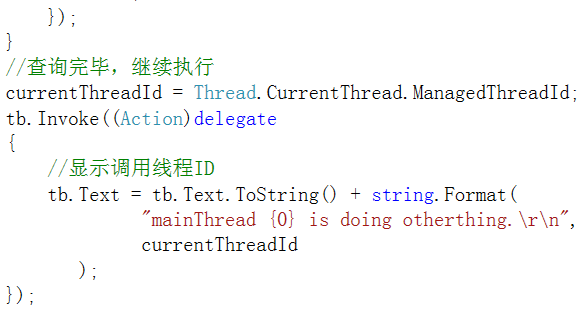 });
}
//查询完毕，继续执行
currentThreadId = Thread.CurrentThread.ManagedThreadId;
tb.Invoke((Action)delegate
{
    //显示调用线程ID
    tb.Text = tb.Text.ToString() + string.Format(
             "mainThread {0} is doing otherthing.\r\n",
             currentThreadId
       );
});